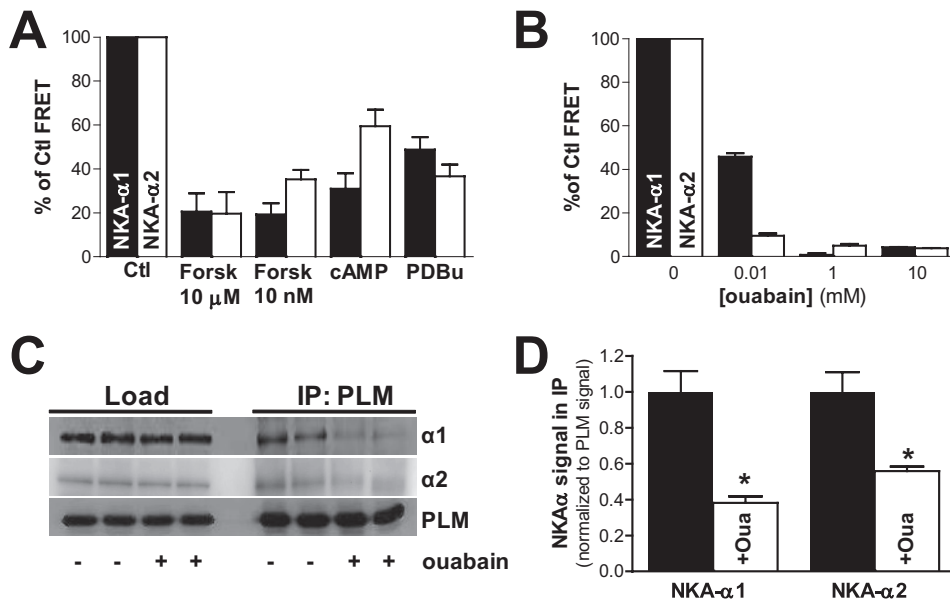 A
% of Ctl FRET
100
80
60
40
20
0
NKA-α1
NKA-α2
Ctl
Forsk
10 μM
Forsk
10 nM
cAMP
PDBu
B
%of Ctl FRET
100
80
60
40
20
0
NKA-α1
NKA-α2
0
0.01
1
10
[ouabain] (mM)
C
Load
IP: PLM
α1
α2
PLM
- - + + - - + + ouabain
D
NKAα signal in IP
(normalized to PLM signal)
1.2
1.0
0.8
0.6
0.4
0.2
0.0
*
+Oua
*
+Oua
NKA-α1
NKA-α2